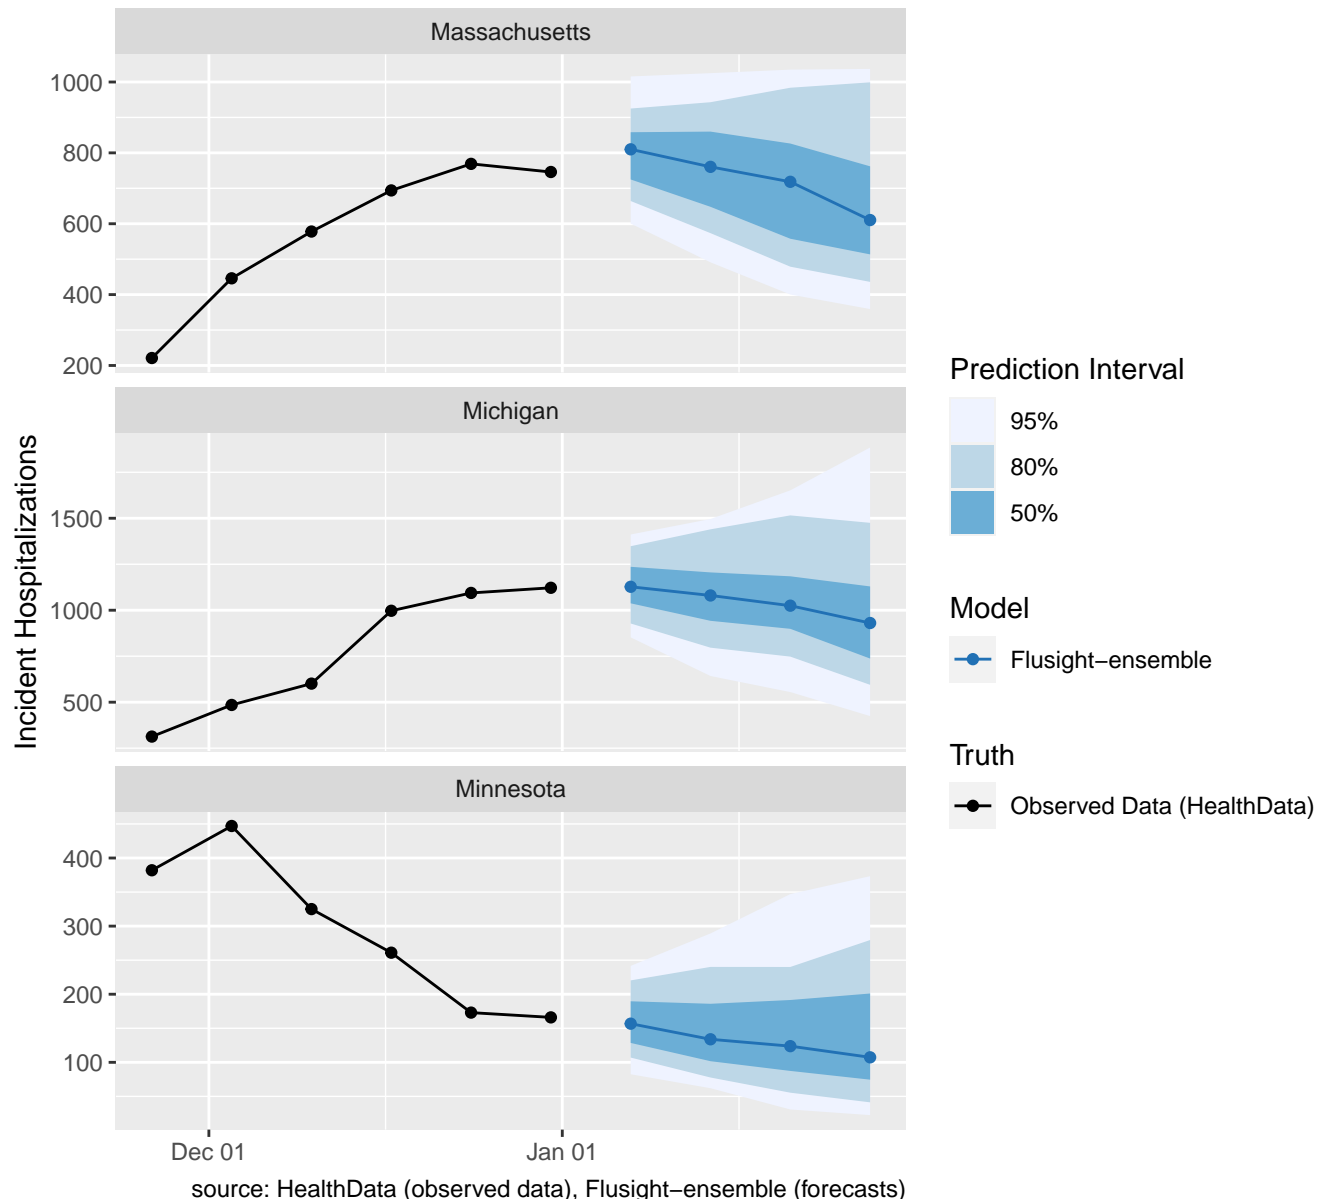 Massachusetts
1000
800
600
400
200
Michigan
1500
1000
500
Minnesota
400
300
200
100
Dec 01
Jan 01
Incident Hospitalizations
source: HealthData (observed data), Flusight−ensemble (forecasts)
Prediction Interval
95%
80%
50%
Model
Flusight−ensemble
Truth
Observed Data (HealthData)